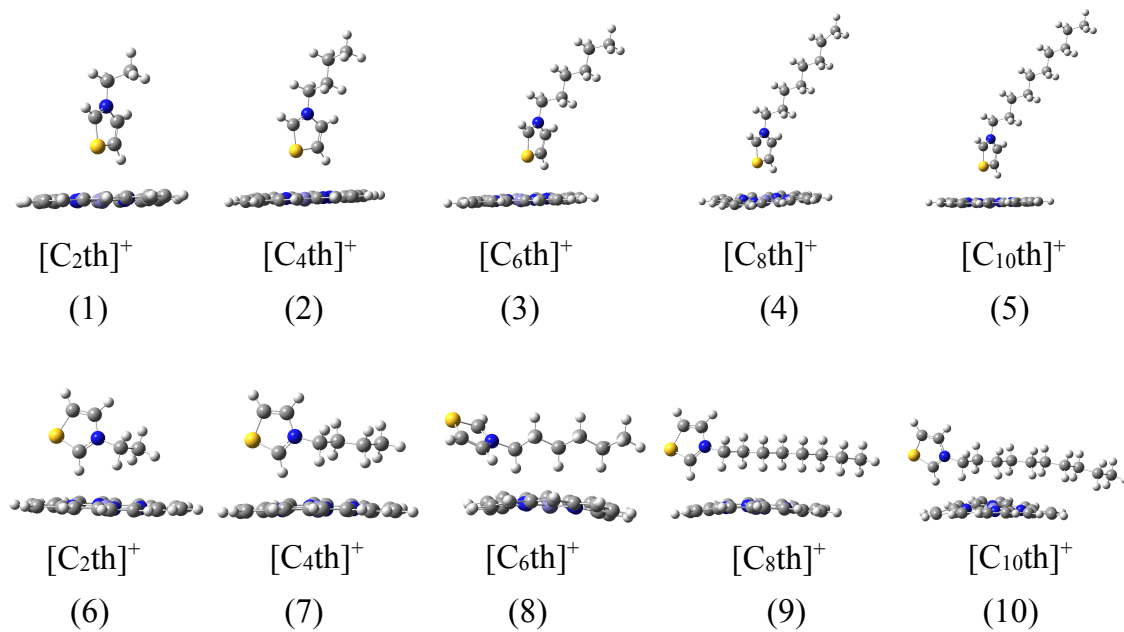 [C₂th]⁺ [C₄th]⁺ [C₆th]⁺ [C₈th]⁺ [C₁₀th]⁺
(1) (2) (3) (4) (5)
[C₂th]⁺ [C₄th]⁺ [C₆th]⁺ [C₈th]⁺ [C₁₀th]⁺
(6) (7) (8) (9) (10)